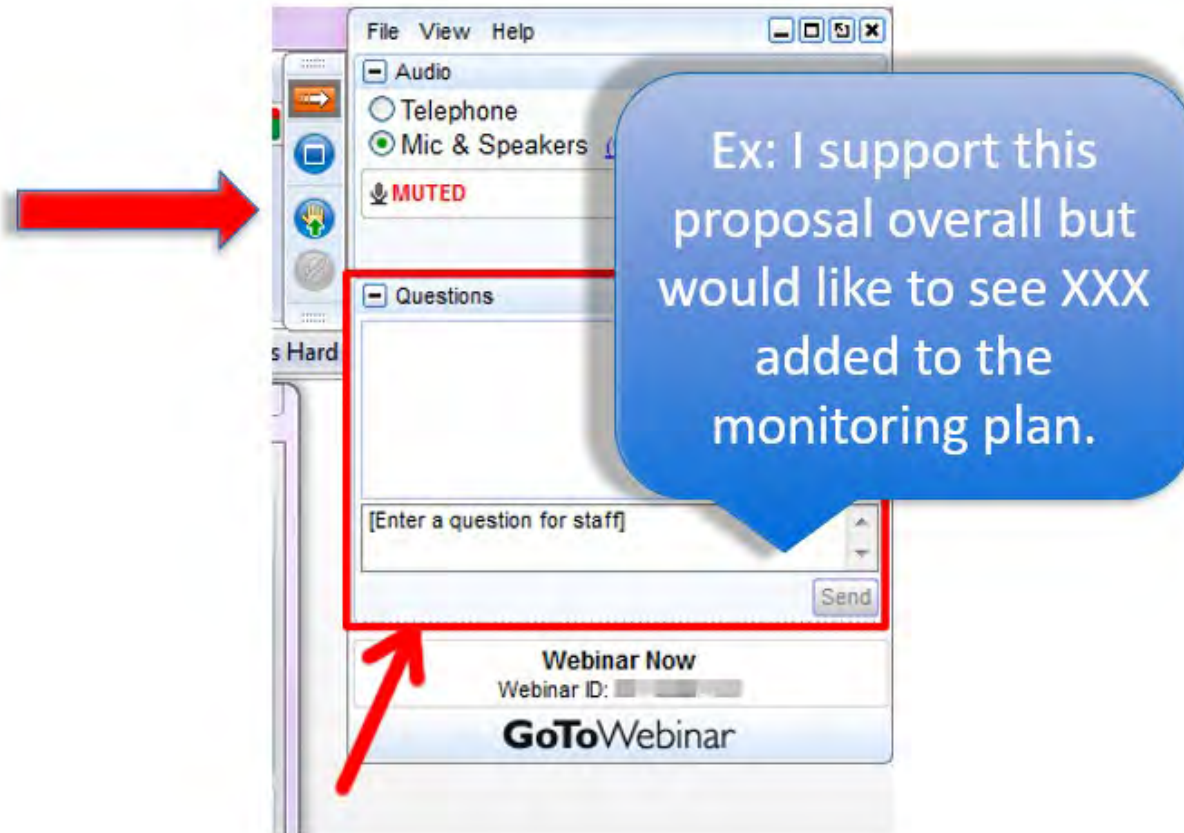 File View Help
Audio
Telephone
Mic & Speakers
MUTED
Ex: I support this
proposal overall but
would like to see XXX
added to the
monitoring plan.
Questions
s Hard
[Enter a question for staff]
Send
Webinar Now
Webinar ID:
GoToWebinar